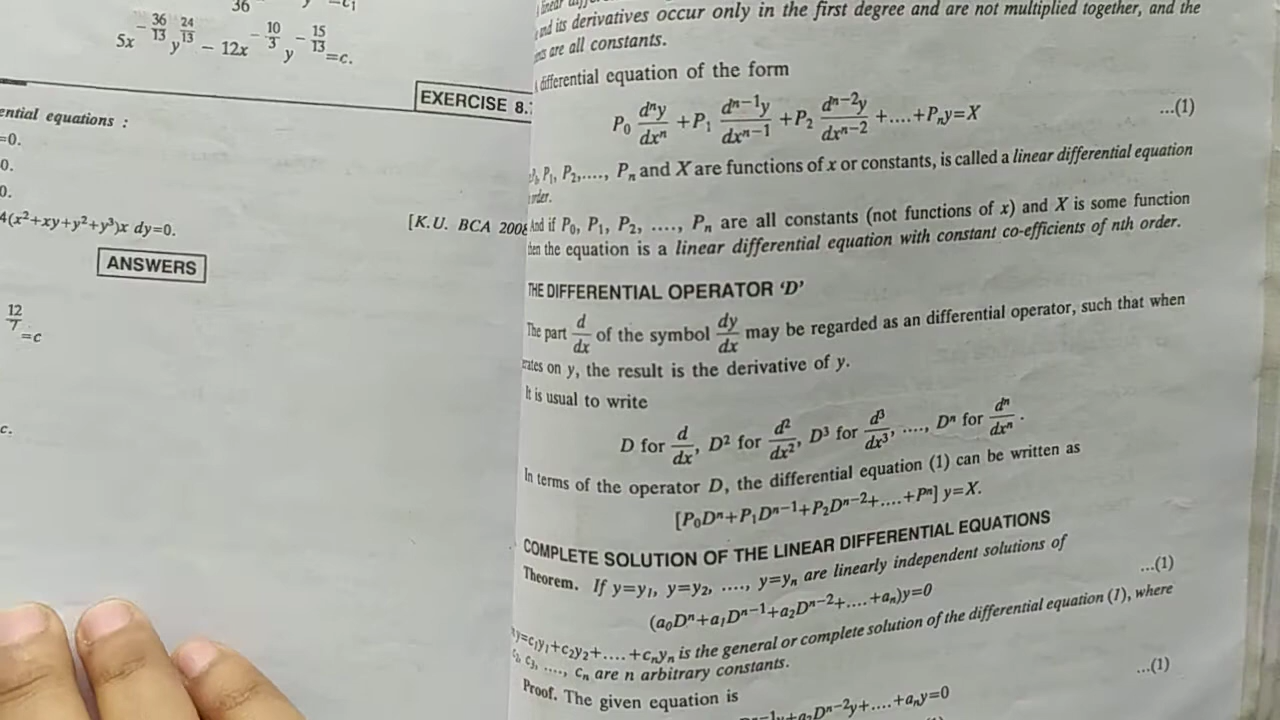 36
5x^{-36/13} y^{24/13} – 12x^{-10/3} y^{-15/13} =c.
EXERCISE 8.
ential equations :
=0.
0.
0.
4(x²+xy+y²+y³)x dy=0.
[K.U. BCA 2008
ANSWERS
12/7 =c
c.
and its derivatives occur only in the first degree and are not multiplied together, and the
are all constants.
differential equation of the form
P₀ dⁿy/dxⁿ +P₁ dⁿ⁻¹y/dxⁿ⁻¹ +P₂ dⁿ⁻²y/dxⁿ⁻² +....+Pₙy=X ...(1)
P₁, P₂,...., Pₙ and X are functions of x or constants, is called a linear differential equation
order.
And if P₀, P₁, P₂, ...., Pₙ are all constants (not functions of x) and X is some function
then the equation is a linear differential equation with constant co-efficients of nth order.
THE DIFFERENTIAL OPERATOR ‘D’
The part d/dx of the symbol dy/dx may be regarded as an differential operator, such that when
rates on y, the result is the derivative of y.
It is usual to write
D for d/dx, D² for d²/dx², D³ for d³/dx³, ...., Dⁿ for dⁿ/dxⁿ .
In terms of the operator D, the differential equation (1) can be written as
[P₀Dⁿ+P₁Dⁿ⁻¹+P₂Dⁿ⁻²+....+Pⁿ] y=X.
COMPLETE SOLUTION OF THE LINEAR DIFFERENTIAL EQUATIONS
Theorem. If y=y₁, y=y₂, ...., y=yₙ are linearly independent solutions of
(a₀Dⁿ+a₁Dⁿ⁻¹+a₂Dⁿ⁻²+....+aₙ)y=0 ...(1)
y=c₁y₁+c₂y₂+....+cₙyₙ is the general or complete solution of the differential equation (1), where
c₃, ...., cₙ are n arbitrary constants.
Proof. The given equation is ...(1)
a₂Dⁿ⁻²y+....+aₙy=0